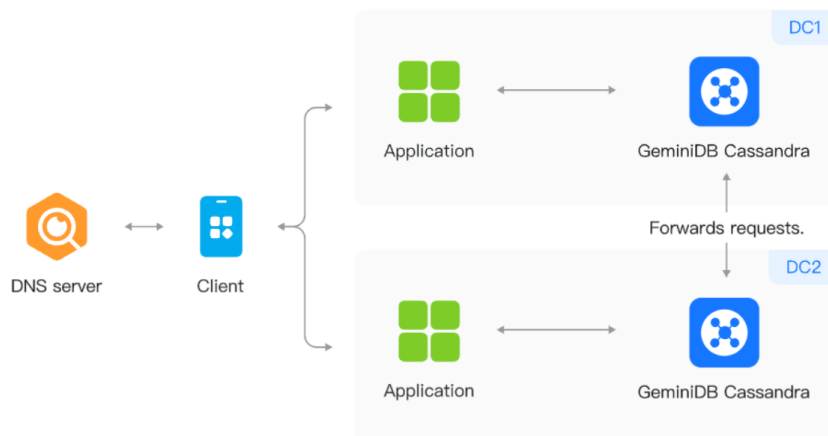 DC1
Application
GeminiDB Cassandra
DNS server
Client
Forwards requests.
DC2
Application
GeminiDB Cassandra